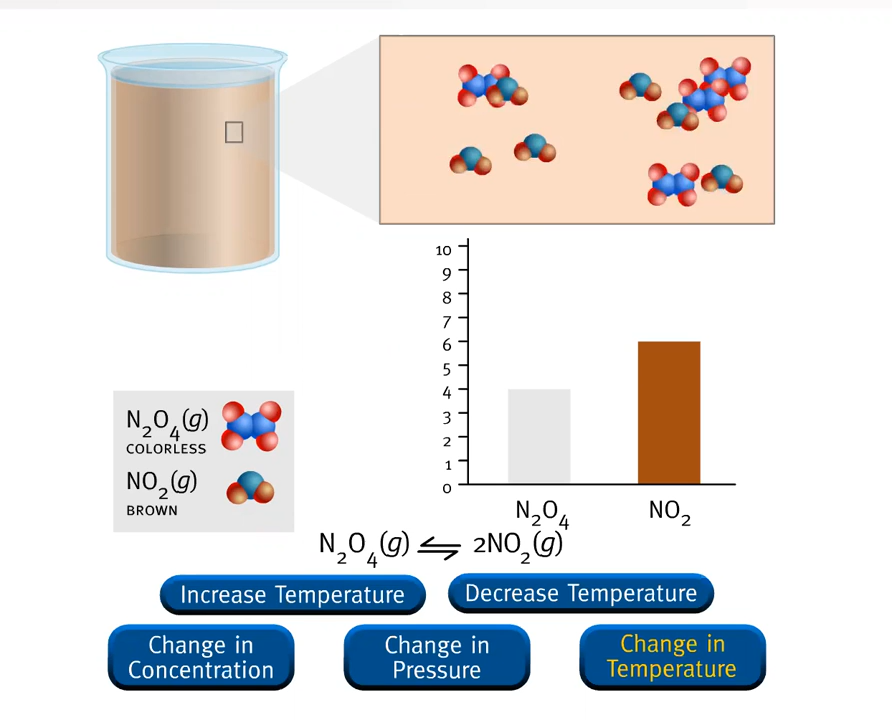 10
9
8
7
6
5
4
3
2
1
0
N₂O₄ NO₂
N₂O₄(g)
COLORLESS
NO₂(g)
BROWN
N₂O₄(g) ⇌ 2NO₂(g)
Increase Temperature Decrease Temperature
Change in Change in Change in
Concentration Pressure Temperature